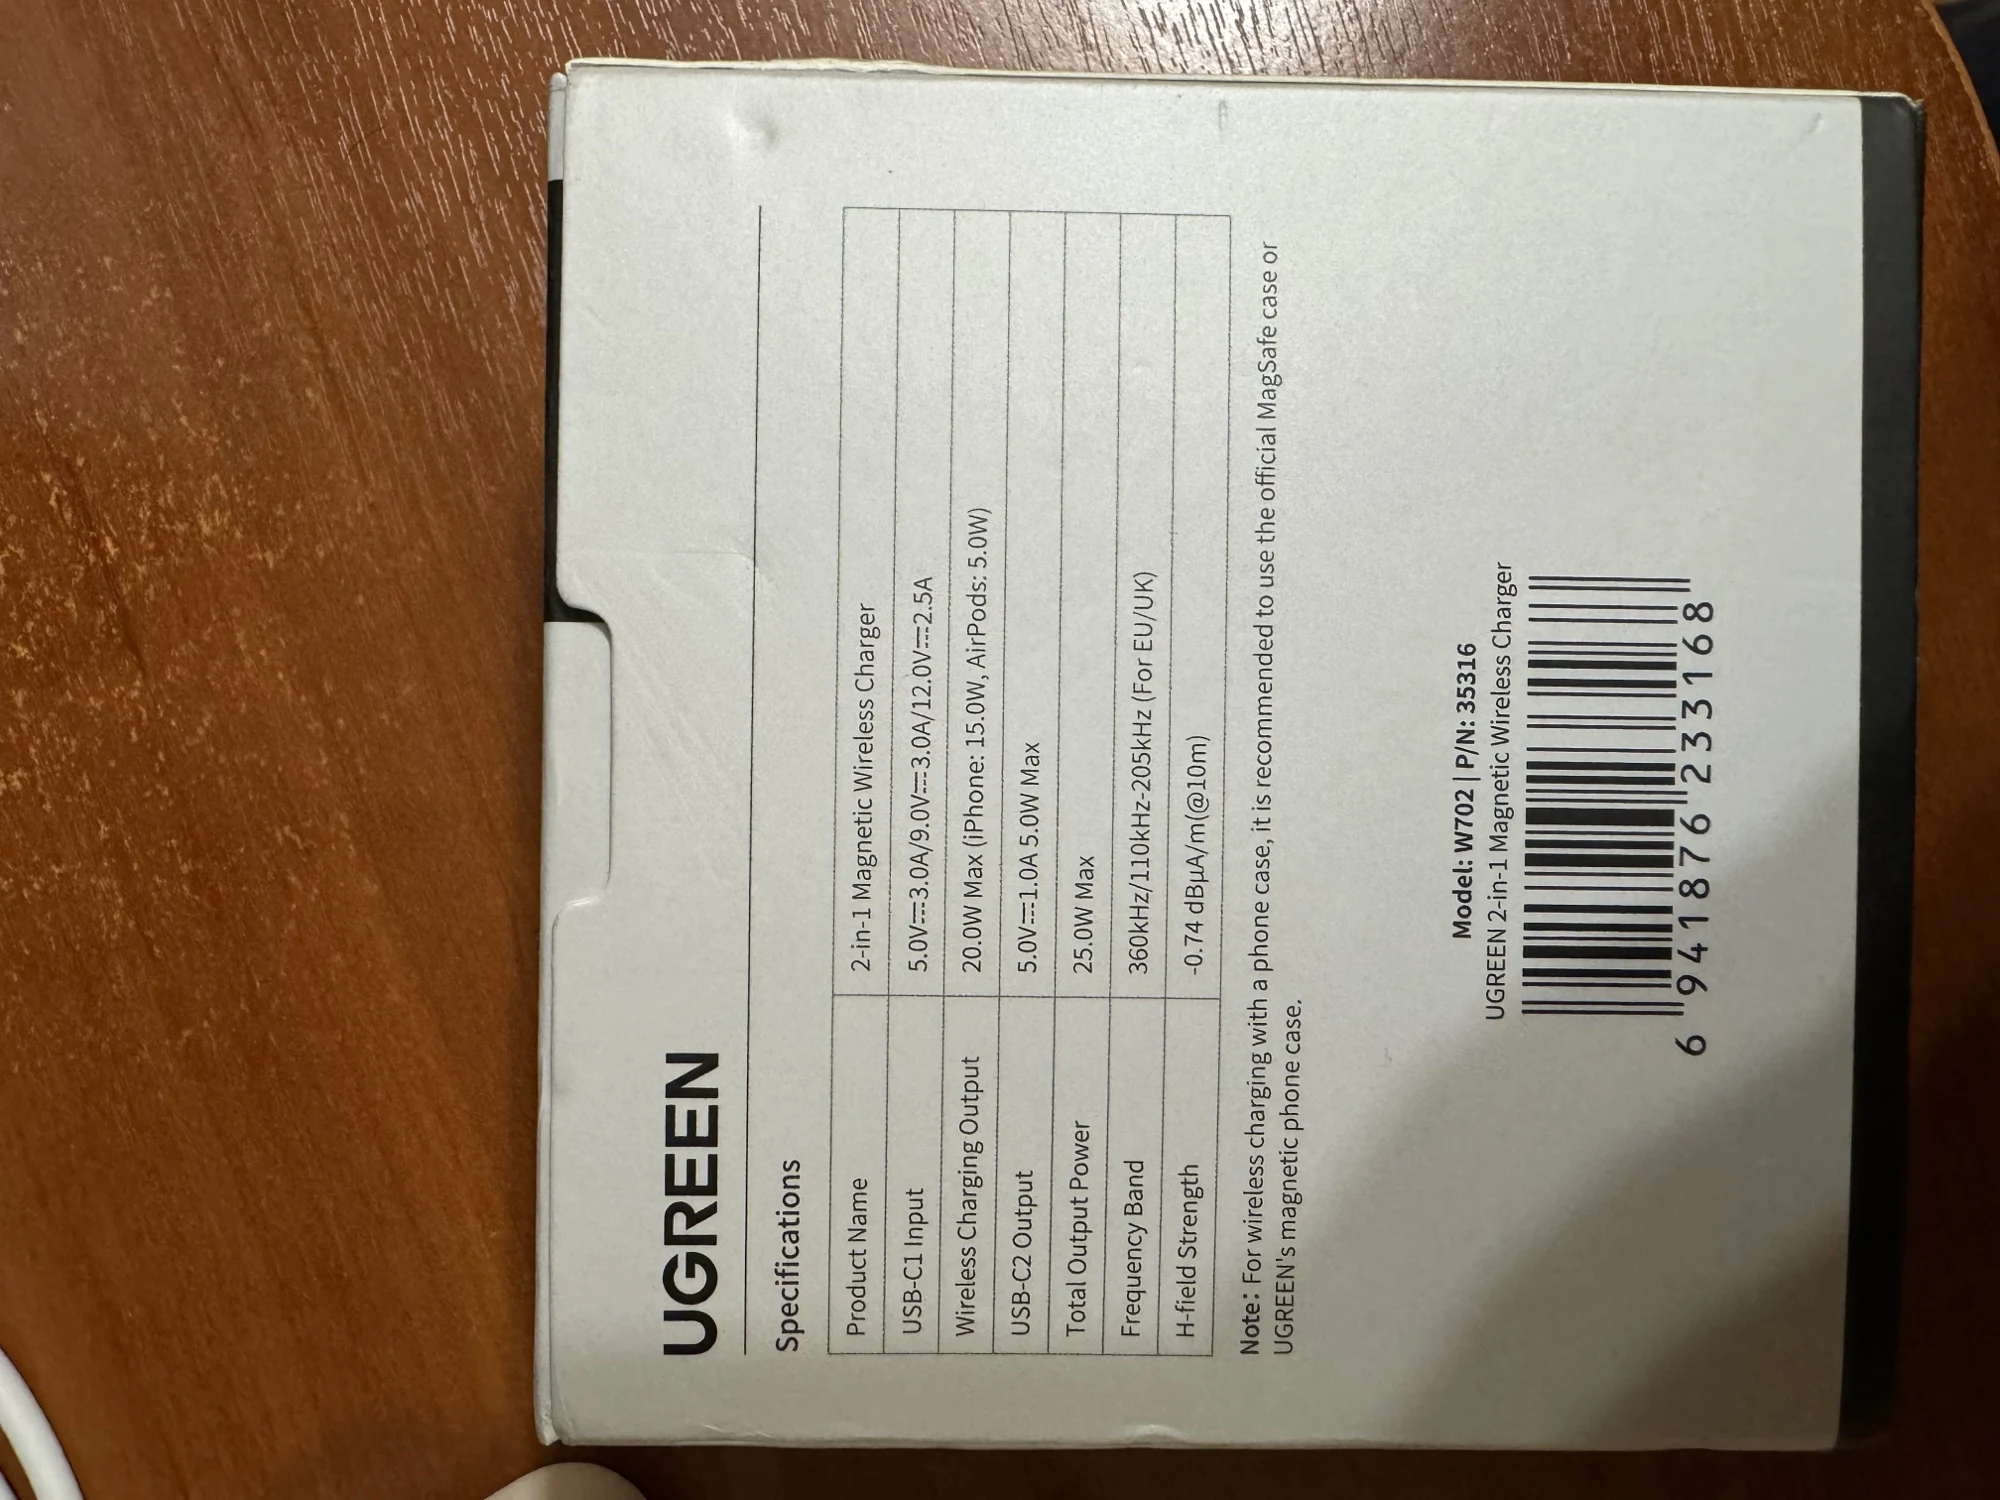 UGREEN
Specifications
Product Name 2-in-1 Magnetic Wireless Charger
USB-C1 Input 5.0V⎓3.0A/9.0V⎓3.0A/12.0V⎓2.5A
Wireless Charging Output 20.0W Max (iPhone: 15.0W, AirPods: 5.0W)
USB-C2 Output 5.0V⎓1.0A 5.0W Max
Total Output Power 25.0W Max
Frequency Band 360kHz/110kHz-205kHz (For EU/UK)
H-field Strength -0.74 dBμA/m(@10m)
Note: For wireless charging with a phone case, it is recommended to use the official MagSafe case or
UGREEN's magnetic phone case.
Model: W702 | P/N: 35316
UGREEN 2-in-1 Magnetic Wireless Charger
6 941876 233168